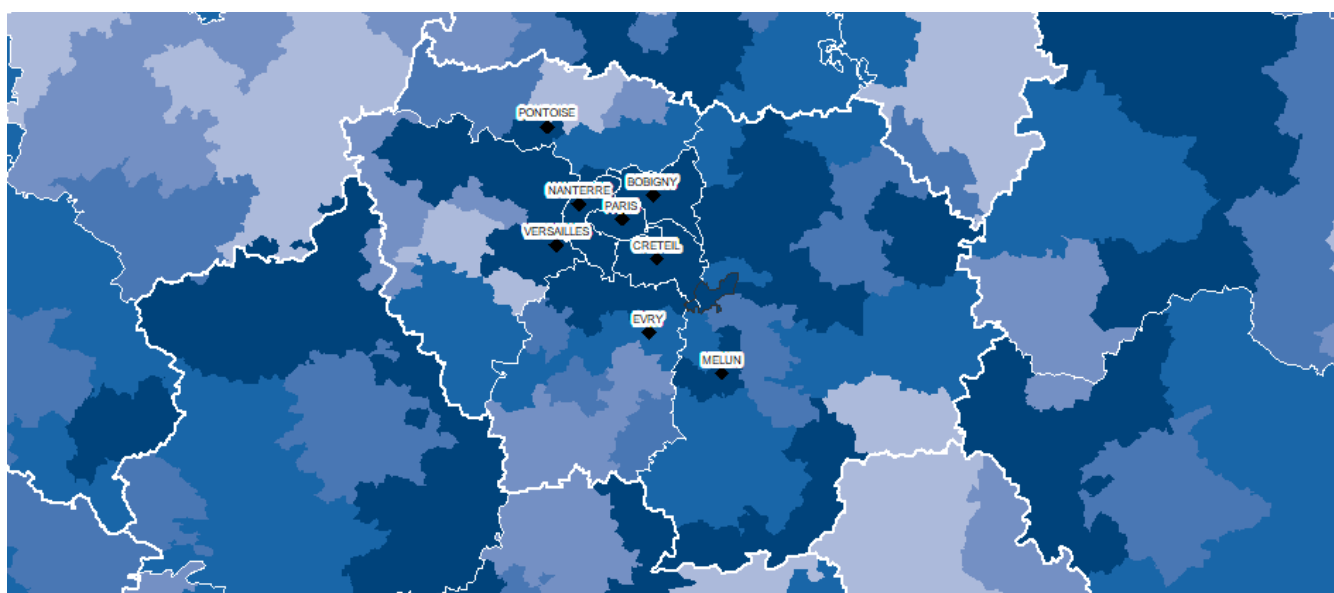 PONTOISE
BOBIGNY
NANTERRE
PARIS
VERSAILLES
CRETEIL
EVRY
MELUN